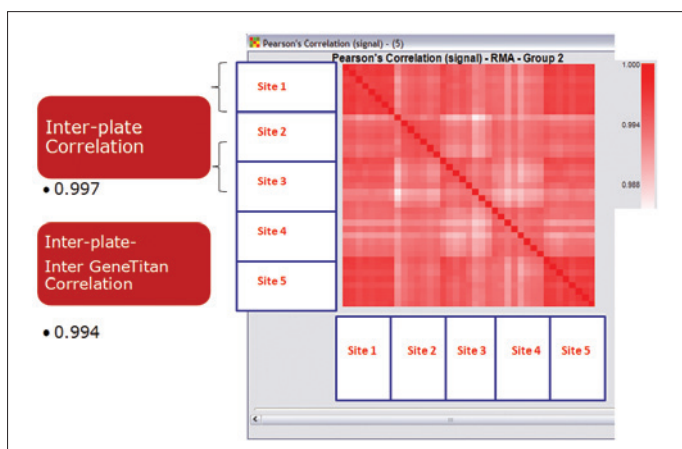 Pearson's Correlation (signal) - (5)
Pearson's Correlation (signal) - RMA - Group 2
Inter-plate
Correlation
• 0.997
Inter-plate-
Inter GeneTitan
Correlation
• 0.994
Site 1
Site 2
Site 3
Site 4
Site 5
1.000
0.994
0.988
Site 1
Site 2
Site 3
Site 4
Site 5